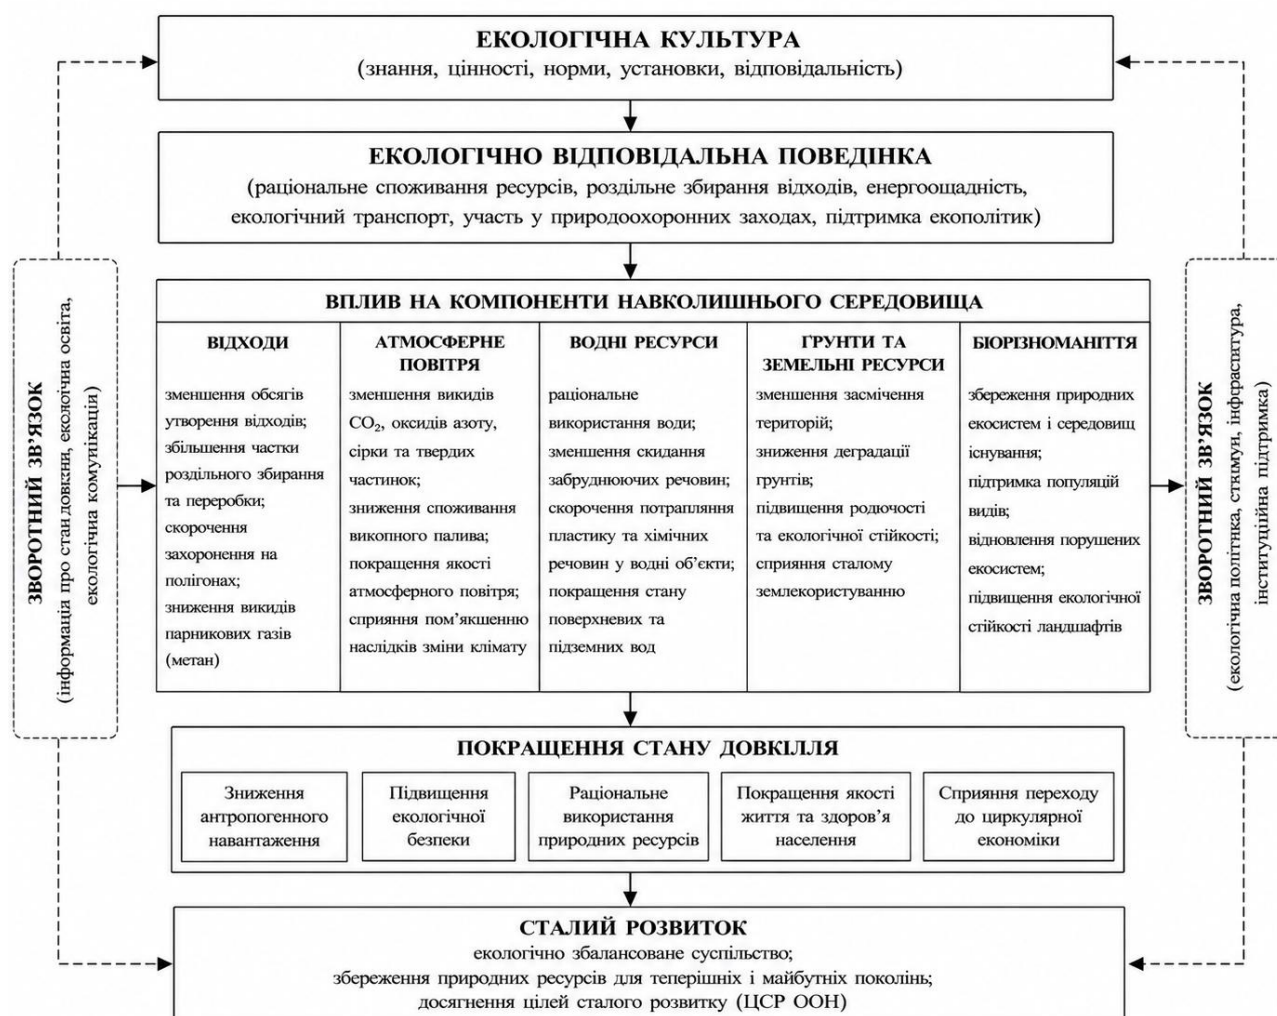 ЕКОЛОГІЧНА КУЛЬТУРА
(знання, цінності, норми, установки, відповідальність)
ЕКОЛОГІЧНО ВІДПОВІДАЛЬНА ПОВЕДІНКА
(раціональне споживання ресурсів, роздільне збирання відходів, енергоощадність,
екологічний транспорт, участь у природоохоронних заходах, підтримка екополітик)
ЗВОРОТНИЙ ЗВ’ЯЗОК
(інформація про стан довкілля, екологічна освіта,
екологічна комунікація)
ВПЛИВ НА КОМПОНЕНТИ НАВКОЛИШНЬОГО СЕРЕДОВИЩА
ВІДХОДИ
зменшення обсягів
утворення відходів;
збільшення частки
роздільного збирання
та переробки;
скорочення
захоронення на
полігонах;
зниження викидів
парникових газів
(метан)
АТМОСФЕРНЕ
ПОВІТРЯ
зменшення викидів
CO₂, оксидів азоту,
сірки та твердих
частинок;
зниження споживання
викопного палива;
покращення якості
атмосферного повітря;
сприяння пом’якшенню
наслідків зміни клімату
ВОДНІ РЕСУРСИ
раціональне
використання води;
зменшення скидання
забруднюючих речовин;
скорочення потрапляння
пластику та хімічних
речовин у водні об’єкти;
покращення стану
поверхневих та
підземних вод
ҐРУНТИ ТА
ЗЕМЕЛЬНІ РЕСУРСИ
зменшення засмічення
територій;
зниження деградації
ґрунтів;
підвищення родючості
та екологічної стійкості;
сприяння сталому
землекористуванню
БІОРІЗНОМАНІТТЯ
збереження природних
екосистем і середовищ
існування;
підтримка популяцій
видів;
відновлення порушених
екосистем;
підвищення екологічної
стійкості ландшафтів
ЗВОРОТНИЙ ЗВ’ЯЗОК
(екологічна політика,
інституційна підтримка)
ПОКРАЩЕННЯ СТАНУ ДОВКІЛЛЯ
Зниження
антропогенного
навантаження
Підвищення
екологічної
безпеки
Раціональне
використання
природних ресурсів
Покращення якості
життя та здоров’я
населення
Сприяння переходу
до циркулярної
економіки
СТАЛИЙ РОЗВИТОК
екологічно збалансоване суспільство;
збереження природних ресурсів для теперішніх і майбутніх поколінь;
досягнення цілей сталого розвитку (ЦСР ООН)